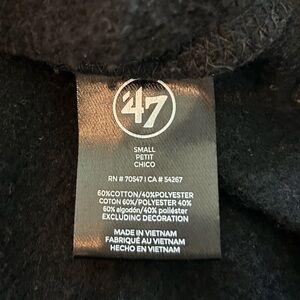 '47
SMALL
PETIT
CHICO
RN # 70547 | CA # 54267
60%COTTON/40%POLYESTER
COTON 60%/POLYESTER 40%
60% algodón/40% poliéster
EXCLUDING DECORATION
MADE IN VIETNAM
FABRIQUÉ AU VIETNAM
HECHO EN VIETNAM